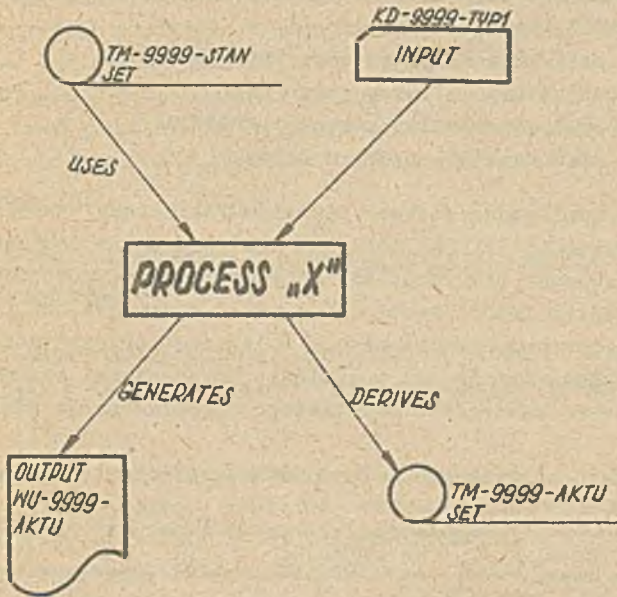 KD-9999-TYP1
TM-9999-STAN
SET
INPUT
USES
PROCESS „X"
GENERATES
DERIVES
OUTPUT
WU-9999-
AKTU
TM-9999-AKTU
SET